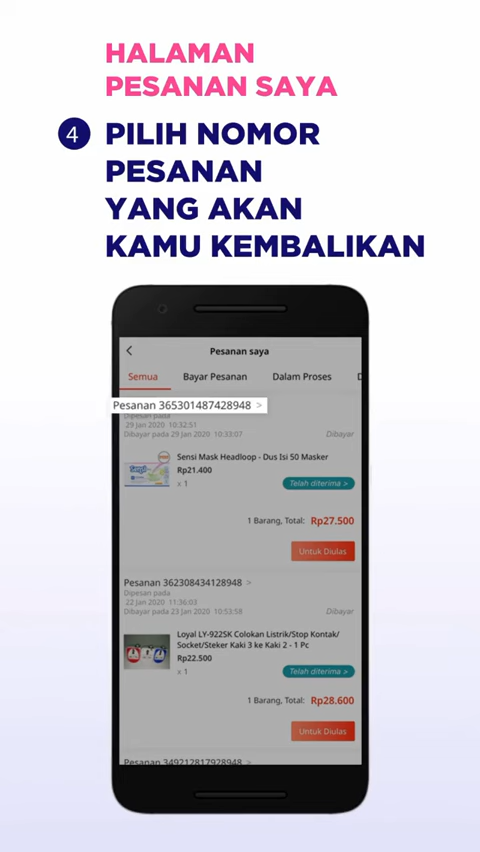 HALAMAN
PESANAN SAYA
4 PILIH NOMOR
PESANAN
YANG AKAN
KAMU KEMBALIKAN
Pesanan saya
Semua Bayar Pesanan Dalam Proses
Pesanan 365301487428948 >
Dipesan pada
29 Jan 2020 10:32:51
Dibayar pada 29 Jan 2020 10:33:07 Dibayar
Sensi Mask Headloop - Dus Isi 50 Masker
Rp21.400
x 1 Telah diterima >
1 Barang, Total: Rp27.500
Untuk Diulas
Pesanan 362308434128948 >
Dipesan pada
22 Jan 2020 11:36:03
Dibayar pada 23 Jan 2020 10:53:58 Dibayar
Loyal LY-922SK Colokan Listrik/Stop Kontak/
Socket/Steker Kaki 3 ke Kaki 2 - 1 Pc
Rp22.500
x 1 Telah diterima >
1 Barang, Total: Rp28.600
Untuk Diulas
Pesanan 349212817928948 >